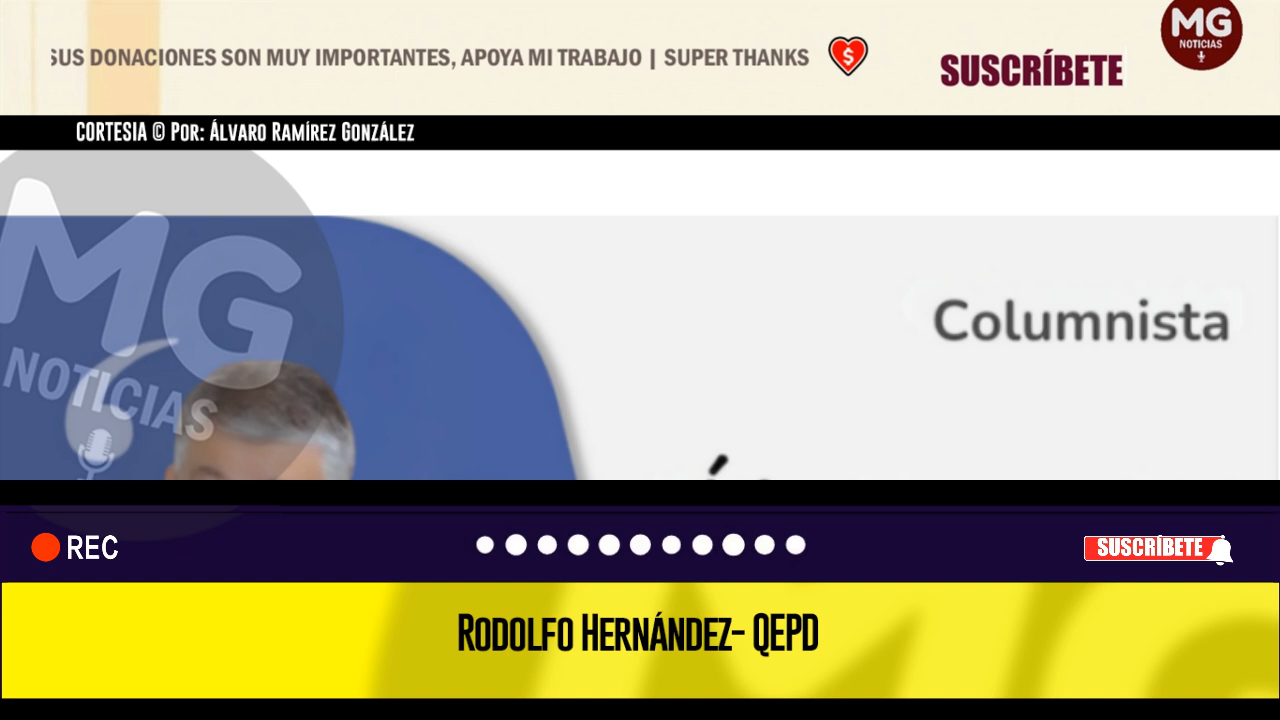 SUS DONACIONES SON MUY IMPORTANTES, APOYA MI TRABAJO | SUPER THANKS
$
SUSCRÍBETE
MG
NOTICIAS
CORTESIA © Por: Álvaro Ramírez González
MG
NOTICIAS
Columnista
REC
SUSCRÍBETE
Rodolfo Hernández- QEPD